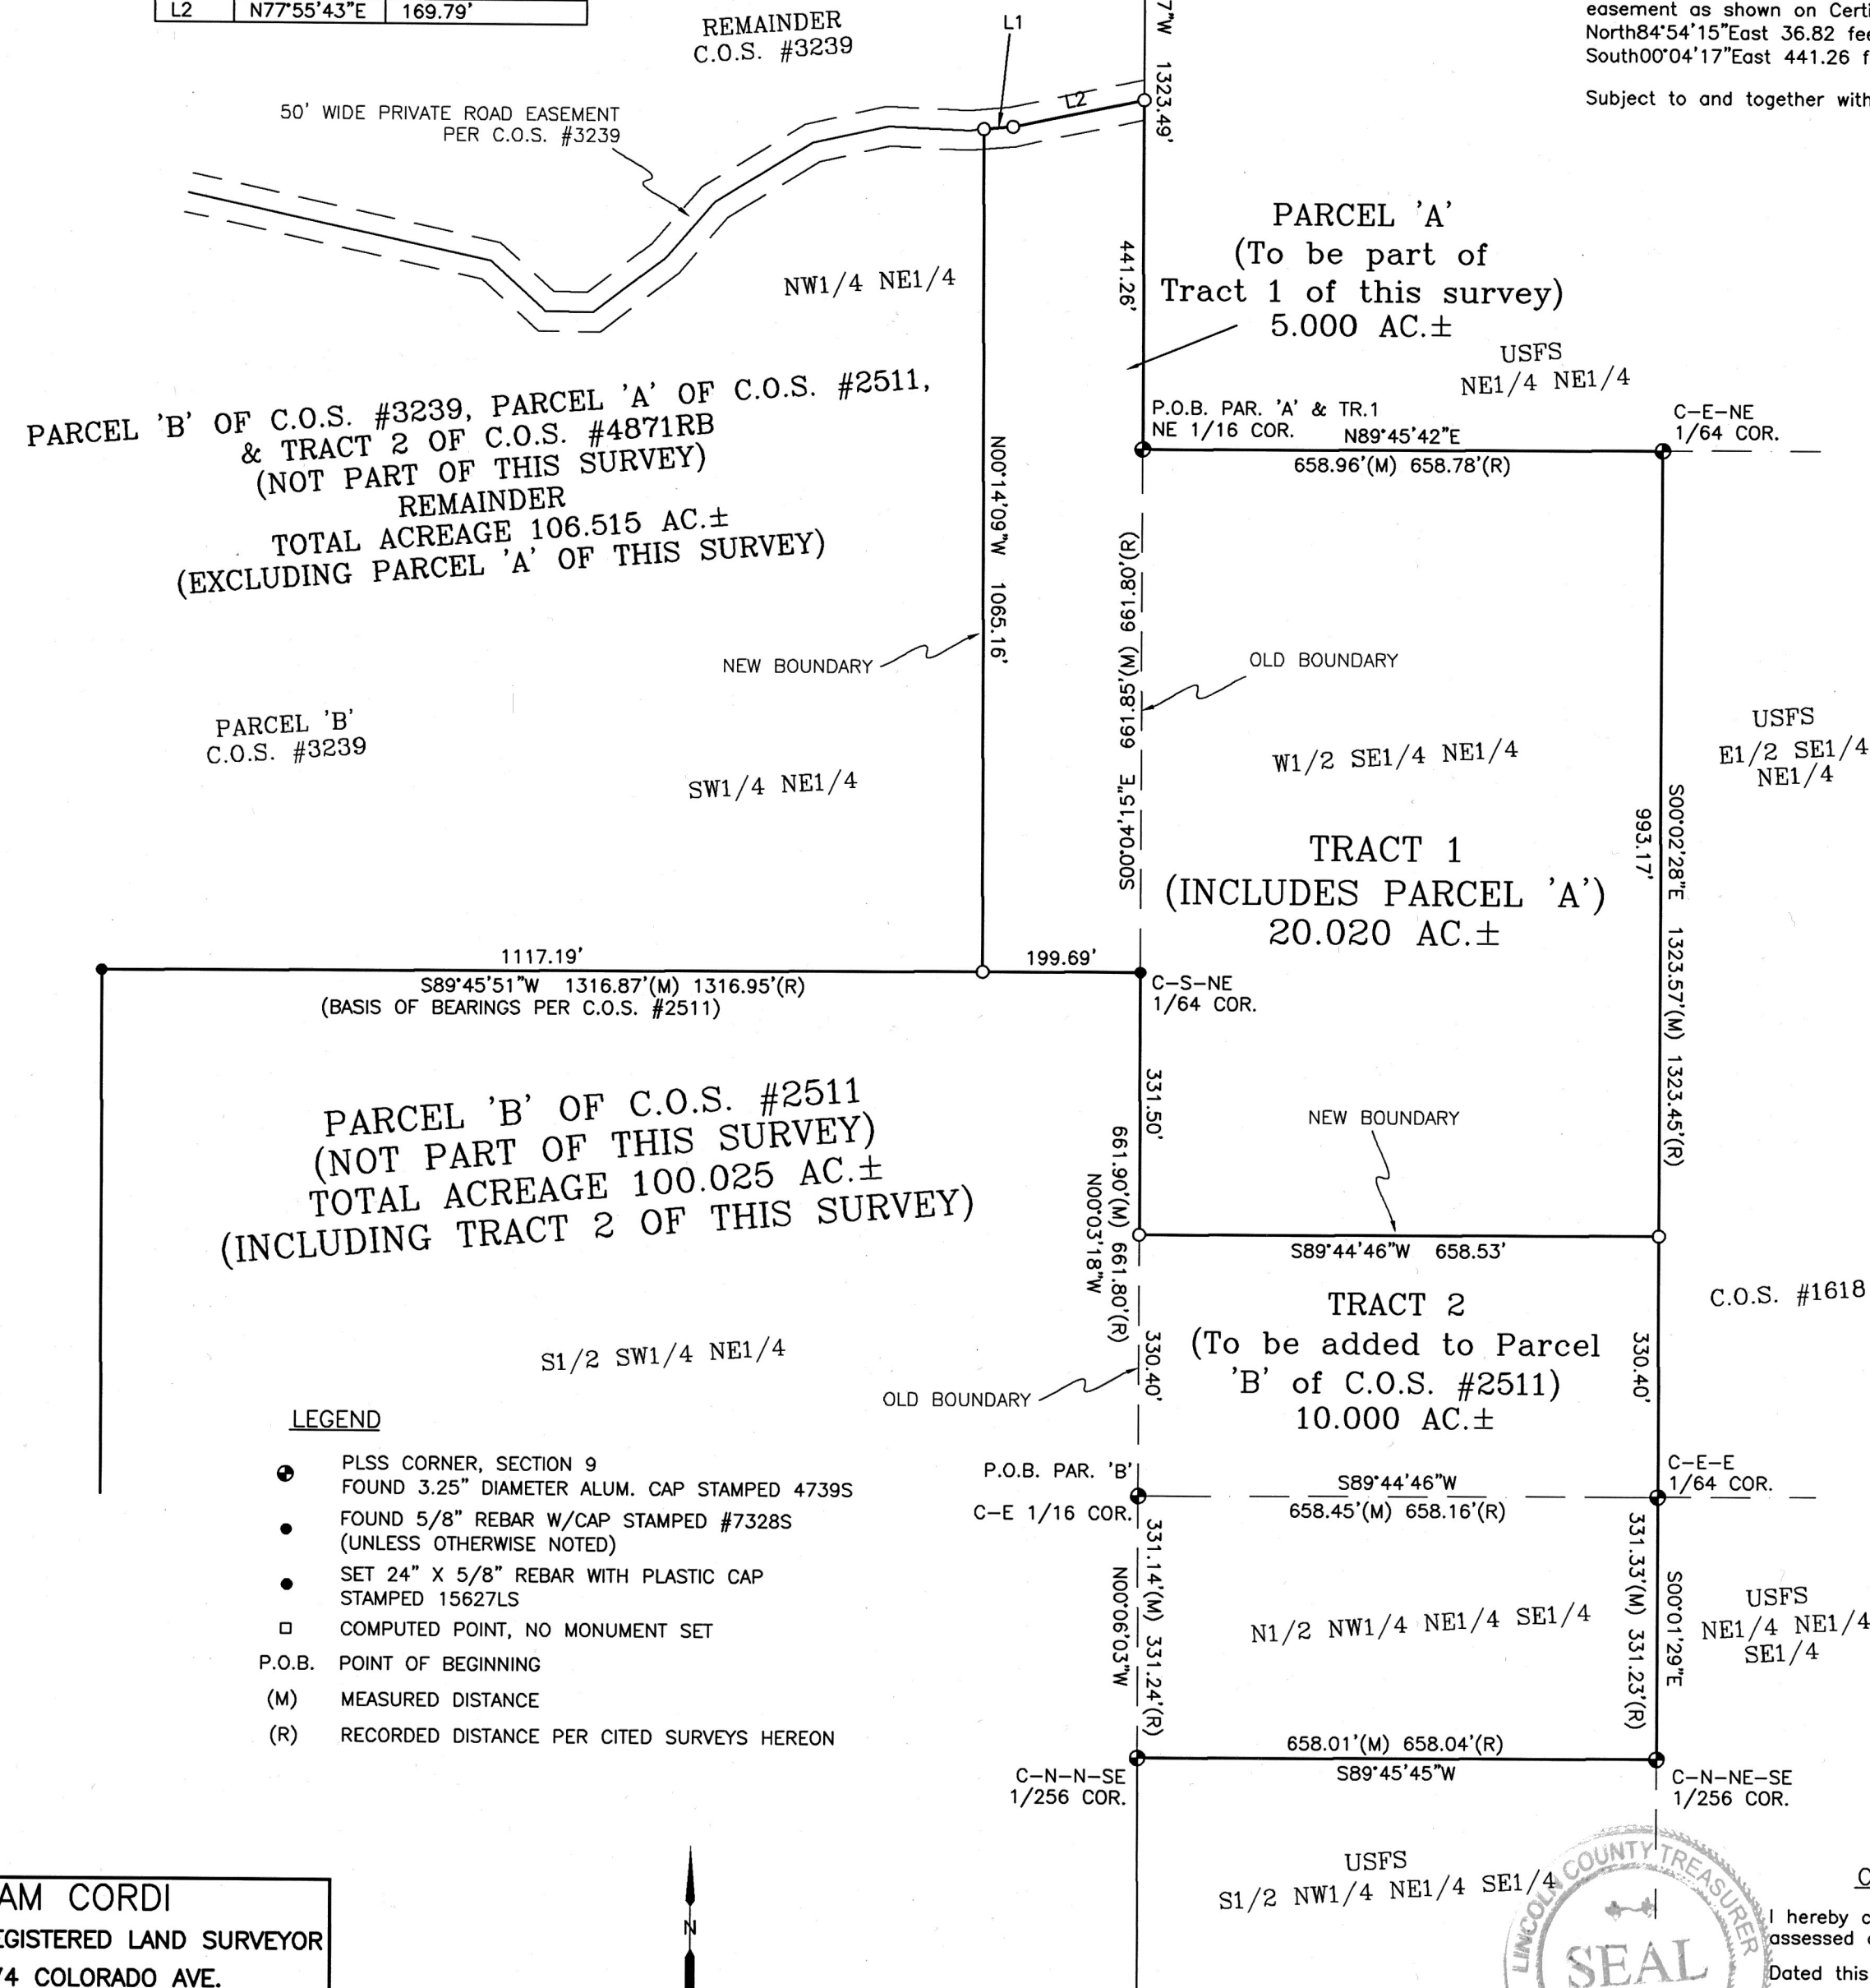 L2 N77°55'43"E 169.79'
REMAINDER
C.O.S. #3239
L1
7"W 1323.49'
easement as shown on Certi
North84°54'15"East 36.82 fee
South00°04'17"East 441.26 f
Subject to and together with
50' WIDE PRIVATE ROAD EASEMENT
PER C.O.S. #3239
L2
NW1/4 NE1/4
441.26'
PARCEL 'A'
(To be part of
Tract 1 of this survey)
5.000 AC.±
USFS
NE1/4 NE1/4
PARCEL 'B' OF C.O.S. #3239, PARCEL 'A' OF C.O.S. #2511,
& TRACT 2 OF C.O.S. #4871RB
(NOT PART OF THIS SURVEY)
REMAINDER
TOTAL ACREAGE 106.515 AC.±
(EXCLUDING PARCEL 'A' OF THIS SURVEY)
P.O.B. PAR. 'A' & TR.1
NE 1/16 COR.
N89°45'42"E
658.96'(M) 658.78'(R)
C-E-NE
1/64 COR.
N00°14'09"W 1065.16'
S00°04'15"E 661.85'(M) 661.80'(R)
NEW BOUNDARY
OLD BOUNDARY
PARCEL 'B'
C.O.S. #3239
SW1/4 NE1/4
W1/2 SE1/4 NE1/4
USFS
E1/2 SE1/4
NE1/4
TRACT 1
(INCLUDES PARCEL 'A')
20.020 AC.±
993.17'
S00°02'28"E 1323.57'(M) 1323.45'(R)
1117.19'
199.69'
S89°45'51"W 1316.87'(M) 1316.95'(R)
(BASIS OF BEARINGS PER C.O.S. #2511)
C-S-NE
1/64 COR.
PARCEL 'B' OF C.O.S. #2511
(NOT PART OF THIS SURVEY)
TOTAL ACREAGE 100.025 AC.±
(INCLUDING TRACT 2 OF THIS SURVEY)
331.50'
661.90'(M) 661.80'(R)
N00°03'18"W
NEW BOUNDARY
S89°44'46"W 658.53'
TRACT 2
(To be added to Parcel
'B' of C.O.S. #2511)
10.000 AC.±
330.40'
330.40'
C.O.S. #1618
S1/2 SW1/4 NE1/4
OLD BOUNDARY
LEGEND
PLSS CORNER, SECTION 9
FOUND 3.25" DIAMETER ALUM. CAP STAMPED 4739S
FOUND 5/8" REBAR W/CAP STAMPED #7328S
(UNLESS OTHERWISE NOTED)
SET 24" X 5/8" REBAR WITH PLASTIC CAP
STAMPED 15627LS
COMPUTED POINT, NO MONUMENT SET
P.O.B. POINT OF BEGINNING
(M) MEASURED DISTANCE
(R) RECORDED DISTANCE PER CITED SURVEYS HEREON
P.O.B. PAR. 'B'
C-E 1/16 COR.
S89°44'46"W
658.45'(M) 658.16'(R)
C-E-E
1/64 COR.
331.14'(M) 331.24'(R)
N00°06'03"W
N1/2 NW1/4 NE1/4 SE1/4
331.33'(M) 331.23'(R)
S00°01'29"E
USFS
NE1/4 NE1/4
SE1/4
658.01'(M) 658.04'(R)
S89°45'45"W
C-N-N-SE
1/256 COR.
C-N-NE-SE
1/256 COR.
USFS
S1/2 NW1/4 NE1/4 SE1/4
N
AM CORDI
EGISTERED LAND SURVEYOR
74 COLORADO AVE.
LINCOLN COUNTY TREASURER
SEAL
I hereby c
assessed
Dated this